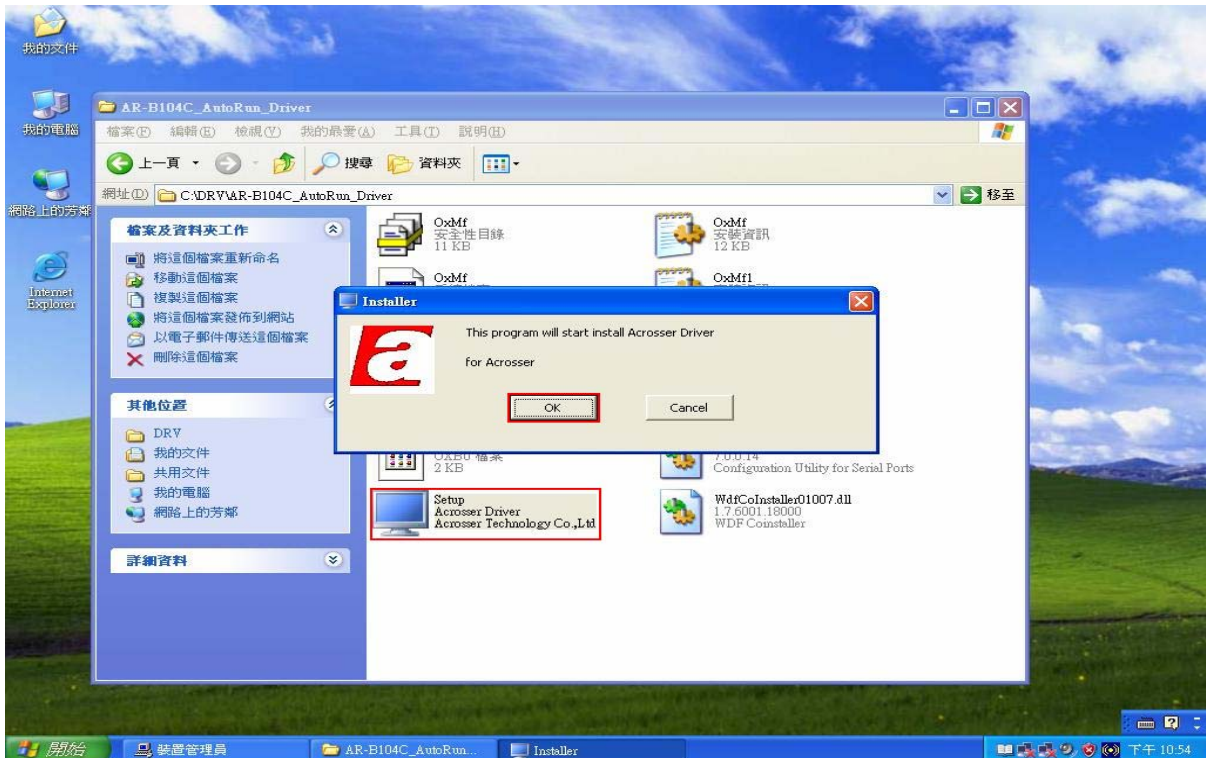 我的文件
我的電腦
網路上的芳鄰
Internet
Explorer
AR-B104C_AutoRun_Driver
檔案(F) 編輯(E) 檢視(V) 我的最愛(A) 工具(T) 說明(H)
上一頁 搜尋 資料夾
網址(D) C:\DRV\AR-B104C_AutoRun_Driver 移至
檔案及資料夾工作
將這個檔案重新命名
移動這個檔案
複製這個檔案
將這個檔案發佈到網站
以電子郵件傳送這個檔案
刪除這個檔案
其他位置
DRV
我的文件
共用文件
我的電腦
網路上的芳鄰
詳細資料
OxMf
安全性目錄
11 KB
OxMf
安裝資訊
12 KB
OxMf
OxMf1
Installer
This program will start install Acrosser Driver
for Acrosser
OK Cancel
2 KB
7.0.0.14
Configuration Utility for Serial Ports
Setup
Acrosser Driver
Acrosser Technology Co.,Ltd
WdfCoInstaller01007.dll
1.7.6001.18000
WDF Coinstaller
開始 裝置管理員 AR-B104C_AutoRun... Installer 下午 10:54